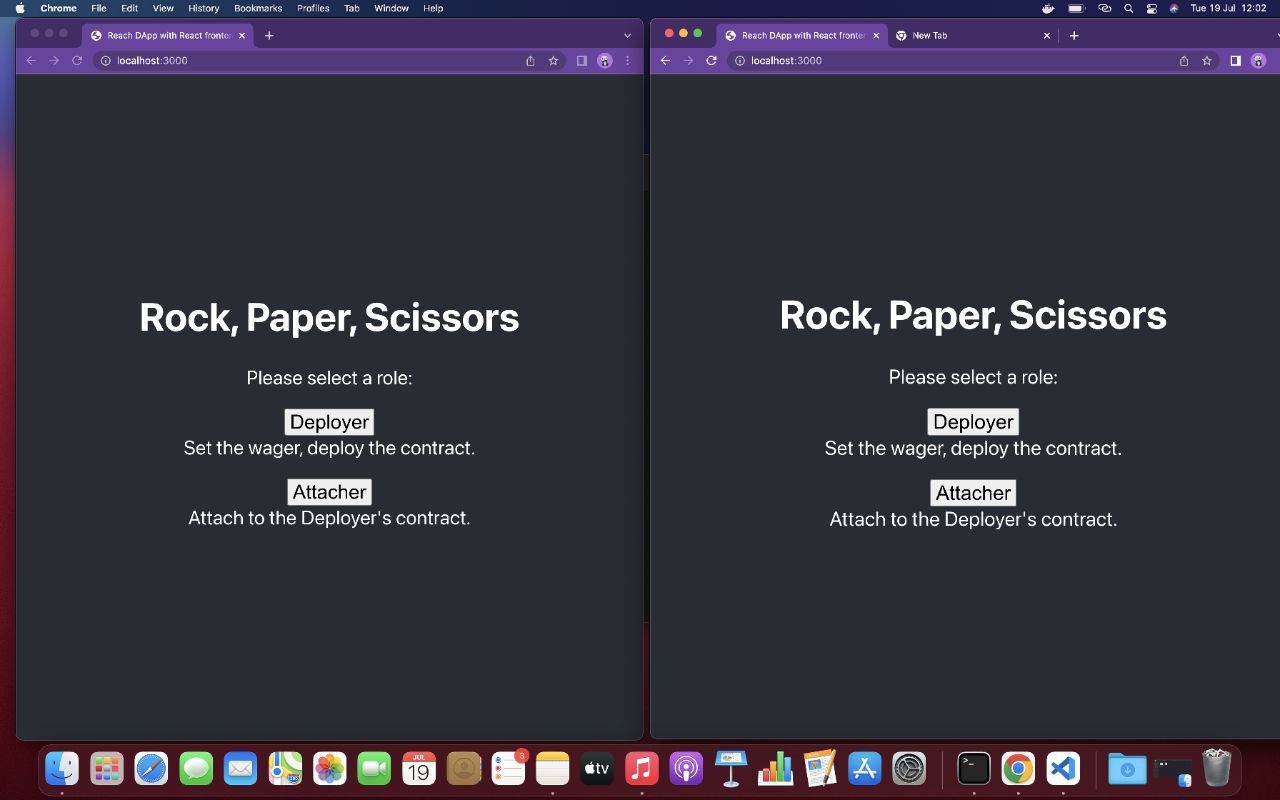 Chrome File Edit View History Bookmarks Profiles Tab Window Help Tue 19 Jul 12:02
Reach DApp with React fronten
localhost:3000
Rock, Paper, Scissors
Please select a role:
Deployer
Set the wager, deploy the contract.
Attacher
Attach to the Deployer's contract.
Reach DApp with React fronten New Tab
localhost:3000
Rock, Paper, Scissors
Please select a role:
Deployer
Set the wager, deploy the contract.
Attacher
Attach to the Deployer's contract.
JUL
19
3
tv